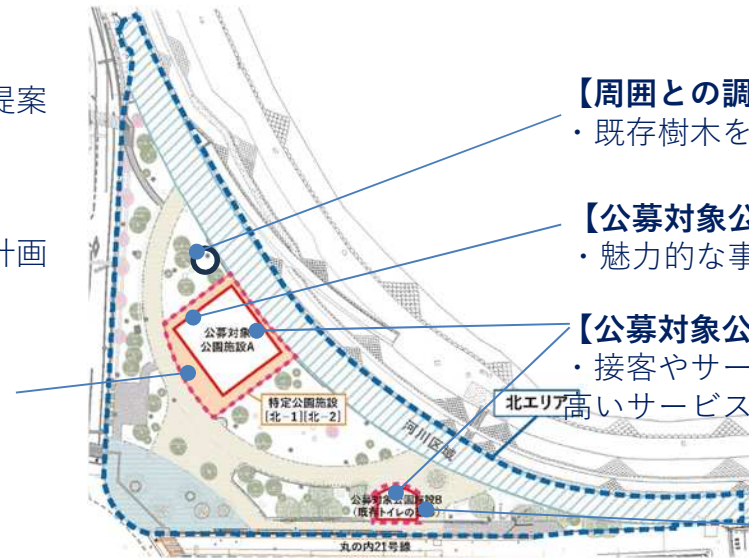 提案
計画
【周囲との調
・既存樹木を
【公募対象公
・魅力的な事
【公募対象公
・接客やサー
高いサービス
公募対象
公園施設A
特定公園施設
[北-1][北-2]
北エリア
河川区域
公募対象公園施設B
(既存トイレの
丸の内21号線